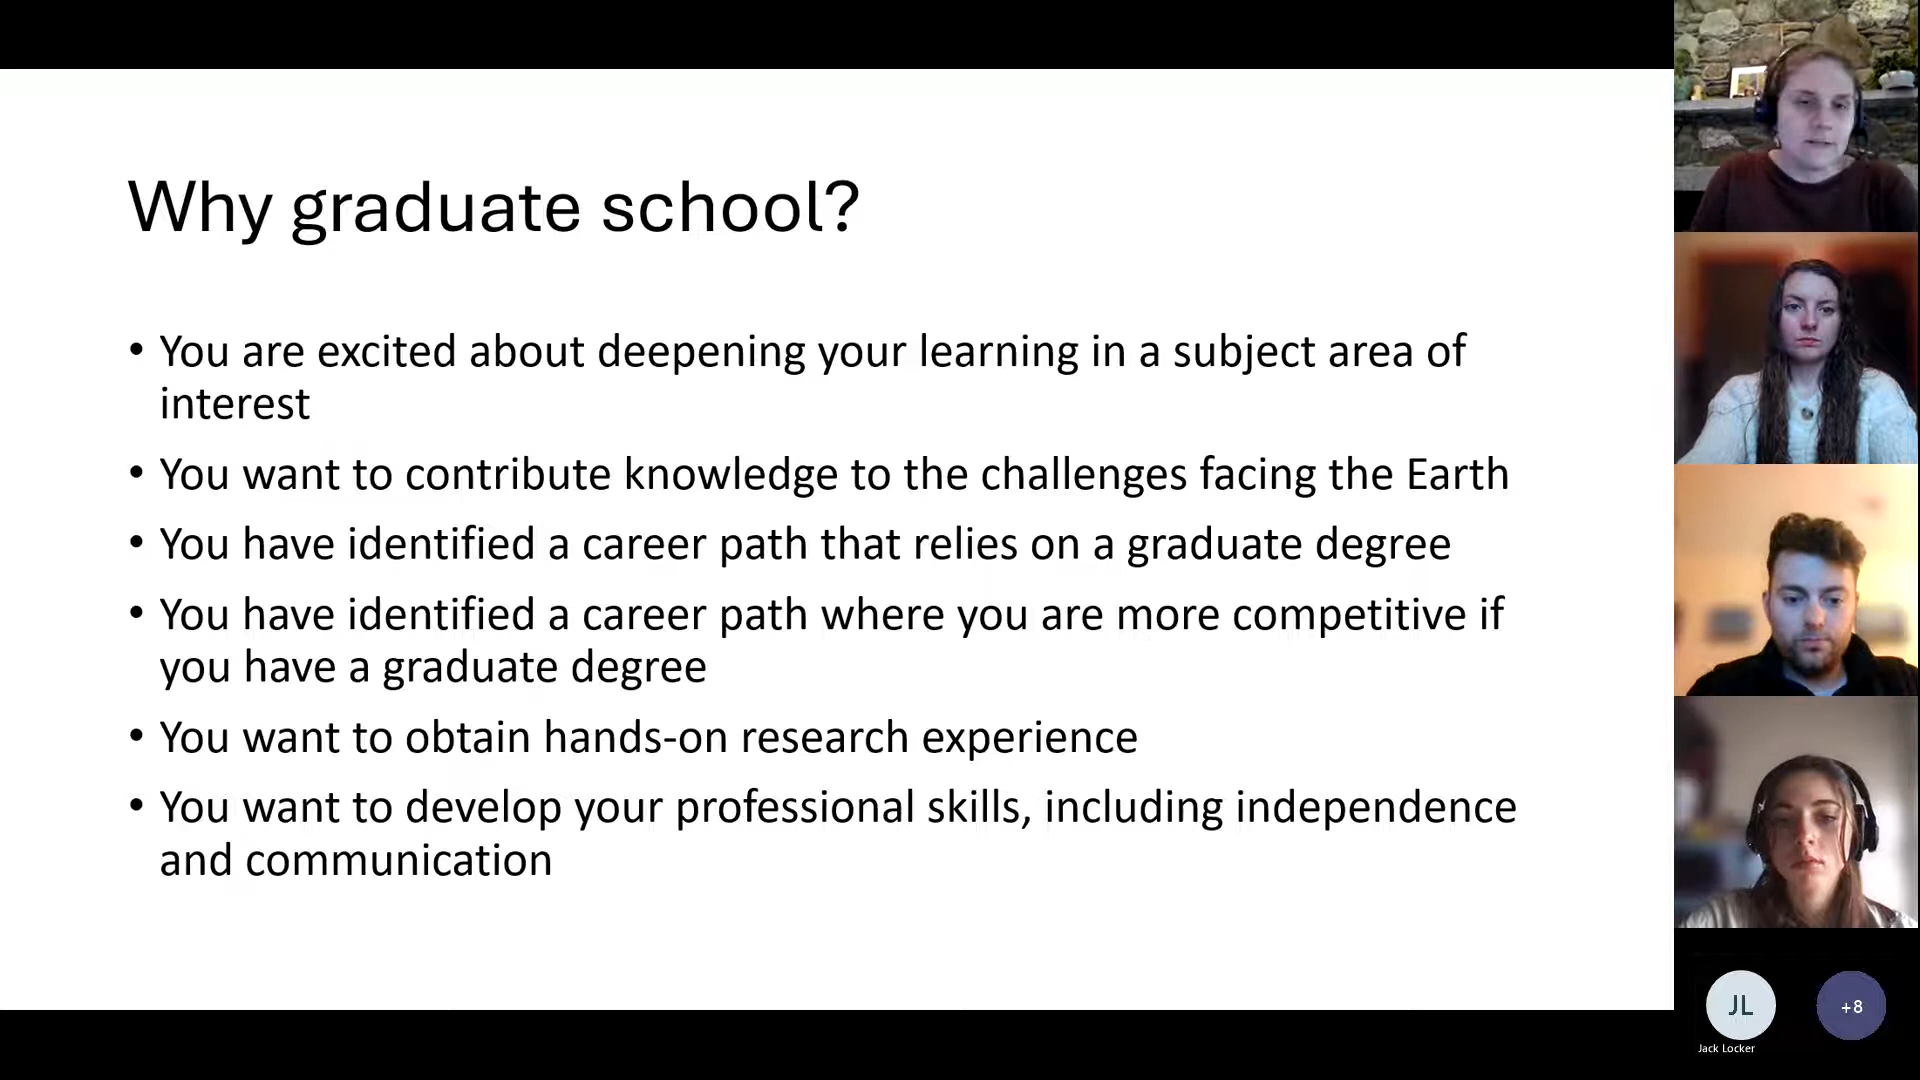 Why graduate school?
• You are excited about deepening your learning in a subject area of
interest
• You want to contribute knowledge to the challenges facing the Earth
• You have identified a career path that relies on a graduate degree
• You have identified a career path where you are more competitive if
you have a graduate degree
• You want to obtain hands-on research experience
• You want to develop your professional skills, including independence
and communication
JL
+8
Jack Locker